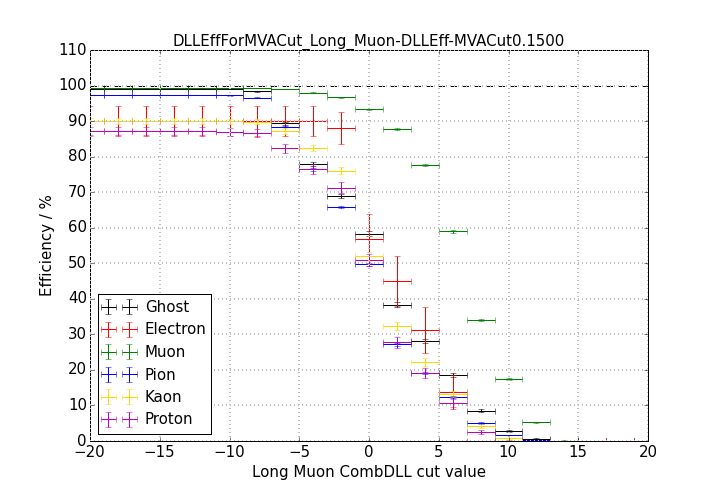 DLLEffForMVACut_Long_Muon-DLLEff-MVACut0.1500
110
100
90
80
70
60
50
40
30
20
10
0
Efficiency / %
Ghost
Electron
Muon
Pion
Kaon
Proton
−20 −15 −10 −5 0 5 10 15 20
Long Muon CombDLL cut value